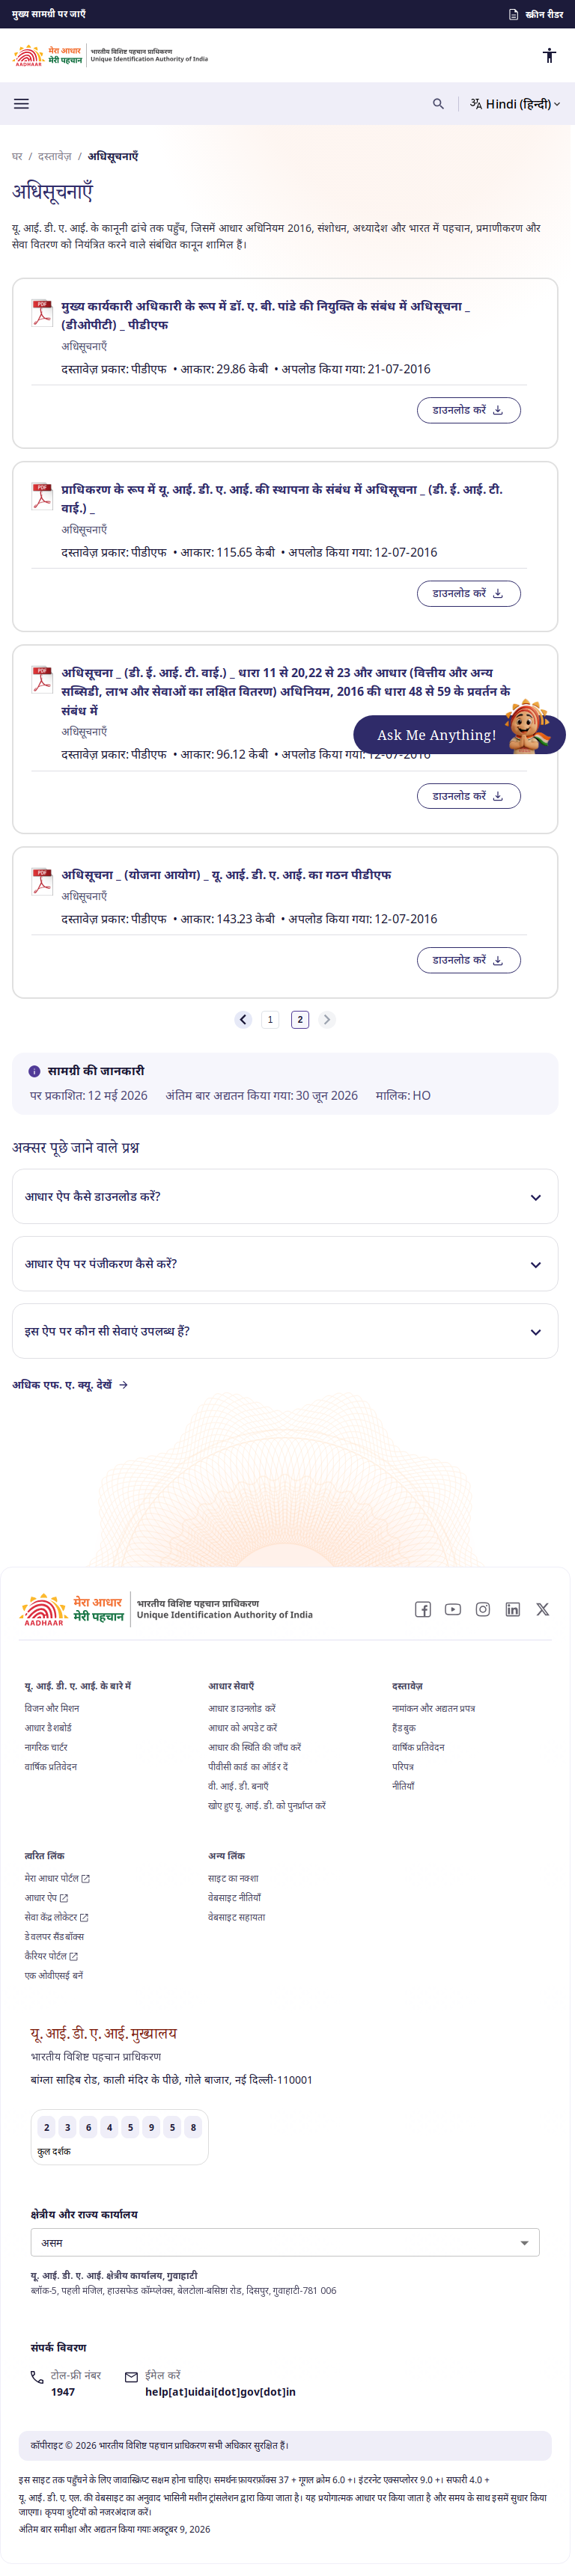 मुख्य सामग्री पर जाएँ
स्क्रीन रीडर
मेरा आधार
मेरी पहचान
AADHAAR
भारतीय विशिष्ट पहचान प्राधिकरण
Unique Identification Authority of India
Hindi (हिन्दी)
घर / दस्तावेज़ / अधिसूचनाएँ
अधिसूचनाएँ
यू. आई. डी. ए. आई. के कानूनी ढांचे तक पहुँच, जिसमें आधार अधिनियम 2016, संशोधन, अध्यादेश और भारत में पहचान, प्रमाणीकरण और
सेवा वितरण को नियंत्रित करने वाले संबंधित कानून शामिल हैं।
PDF
मुख्य कार्यकारी अधिकारी के रूप में डॉ. ए. बी. पांडे की नियुक्ति के संबंध में अधिसूचना _
(डीओपीटी) _ पीडीएफ
अधिसूचनाएँ
दस्तावेज़ प्रकार: पीडीएफ • आकार: 29.86 केबी • अपलोड किया गया: 21-07-2016
डाउनलोड करें
PDF
प्राधिकरण के रूप में यू. आई. डी. ए. आई. की स्थापना के संबंध में अधिसूचना _ (डी. ई. आई. टी.
वाई.) _
अधिसूचनाएँ
दस्तावेज़ प्रकार: पीडीएफ • आकार: 115.65 केबी • अपलोड किया गया: 12-07-2016
डाउनलोड करें
PDF
अधिसूचना _ (डी. ई. आई. टी. वाई.) _ धारा 11 से 20,22 से 23 और आधार (वित्तीय और अन्य
सब्सिडी, लाभ और सेवाओं का लक्षित वितरण) अधिनियम, 2016 की धारा 48 से 59 के प्रवर्तन के
संबंध में
अधिसूचनाएँ
Ask Me Anything!
दस्तावेज़ प्रकार: पीडीएफ • आकार: 96.12 केबी • अपलोड किया गया: 12-07-2016
डाउनलोड करें
PDF
अधिसूचना _ (योजना आयोग) _ यू. आई. डी. ए. आई. का गठन पीडीएफ
अधिसूचनाएँ
दस्तावेज़ प्रकार: पीडीएफ • आकार: 143.23 केबी • अपलोड किया गया: 12-07-2016
डाउनलोड करें
1 2
सामग्री की जानकारी
पर प्रकाशित: 12 मई 2026 अंतिम बार अद्यतन किया गया: 30 जून 2026 मालिक: HO
अक्सर पूछे जाने वाले प्रश्न
आधार ऐप कैसे डाउनलोड करें?
आधार ऐप पर पंजीकरण कैसे करें?
इस ऐप पर कौन सी सेवाएं उपलब्ध हैं?
अधिक एफ. ए. क्यू. देखें
मेरा आधार
मेरी पहचान
AADHAAR
भारतीय विशिष्ट पहचान प्राधिकरण
Unique Identification Authority of India
यू. आई. डी. ए. आई. के बारे में
विजन और मिशन
आधार डैशबोर्ड
नागरिक चार्टर
वार्षिक प्रतिवेदन
आधार सेवाएँ
आधार डाउनलोड करें
आधार को अपडेट करें
आधार की स्थिति की जाँच करें
पीवीसी कार्ड का ऑर्डर दें
वी. आई. डी. बनाएँ
खोए हुए यू. आई. डी. को पुनर्प्राप्त करें
दस्तावेज़
नामांकन और अद्यतन प्रपत्र
हैंडबुक
वार्षिक प्रतिवेदन
परिपत्र
नीतियाँ
त्वरित लिंक
मेरा आधार पोर्टल
आधार ऐप
सेवा केंद्र लोकेटर
डेवलपर सैंडबॉक्स
कैरियर पोर्टल
एक ओवीएसई बनें
अन्य लिंक
साइट का नक्शा
वेबसाइट नीतियाँ
वेबसाइट सहायता
यू. आई. डी. ए. आई. मुख्यालय
भारतीय विशिष्ट पहचान प्राधिकरण
बांग्ला साहिब रोड, काली मंदिर के पीछे, गोले बाजार, नई दिल्ली-110001
2 3 6 4 5 9 5 8
कुल दर्शक
क्षेत्रीय और राज्य कार्यालय
असम
यू. आई. डी. ए. आई. क्षेत्रीय कार्यालय, गुवाहाटी
ब्लॉक-5, पहली मंजिल, हाउसफेड कॉम्प्लेक्स, बेलटोला-बसिष्ठा रोड, दिसपुर, गुवाहाटी-781 006
संपर्क विवरण
टोल-फ्री नंबर
1947
ईमेल करें
help[at]uidai[dot]gov[dot]in
कॉपीराइट © 2026 भारतीय विशिष्ट पहचान प्राधिकरण सभी अधिकार सुरक्षित हैं।
इस साइट तक पहुँचने के लिए जावास्क्रिप्ट सक्षम होना चाहिए। समर्थनः फ़ायरफ़ॉक्स 37 + गूगल क्रोम 6.0 +। इंटरनेट एक्सप्लोरर 9.0 +। सफारी 4.0 +
यू. आई. डी. ए. एल. की वेबसाइट का अनुवाद भासिनी मशीन ट्रांसलेशन द्वारा किया जाता है। यह प्रयोगात्मक आधार पर किया जाता है और समय के साथ इसमें सुधार किया
जाएगा। कृपया त्रुटियों को नजरअंदाज करें।
अंतिम बार समीक्षा और अद्यतन किया गयाःअक्टूबर 9, 2026